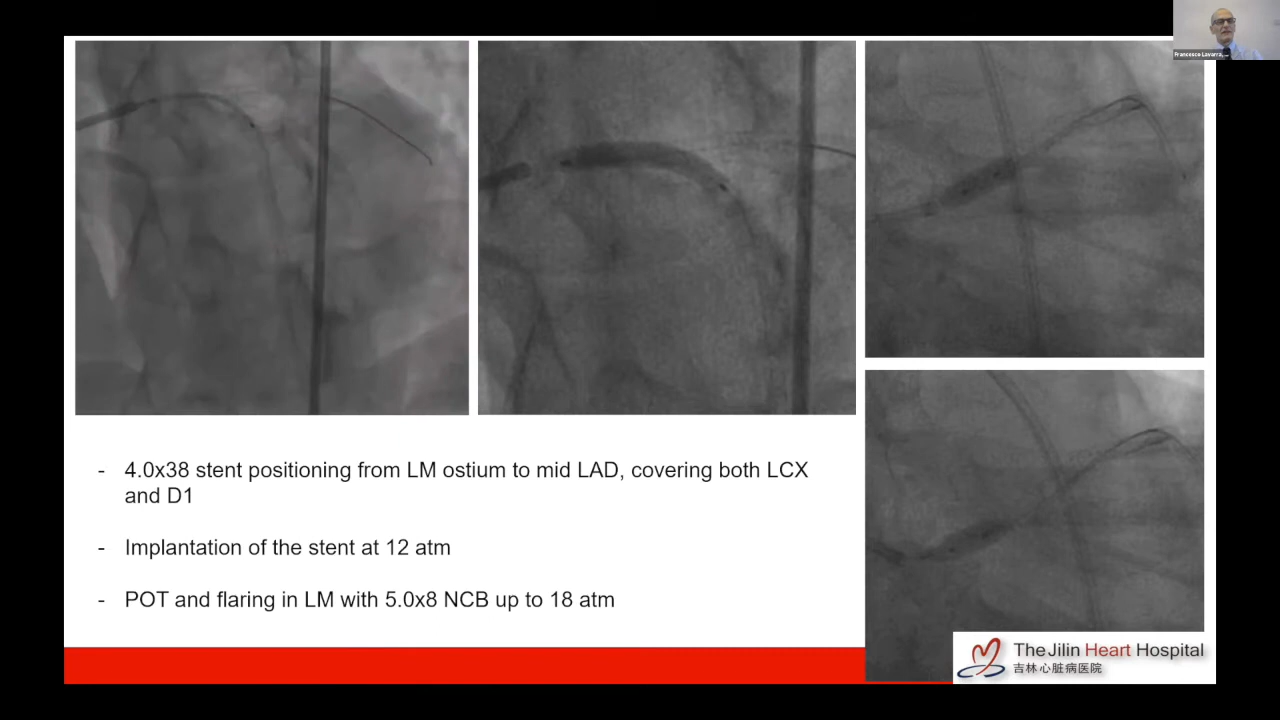 Francesco Lavarra, ...
- 4.0x38 stent positioning from LM ostium to mid LAD, covering both LCX
and D1
- Implantation of the stent at 12 atm
- POT and flaring in LM with 5.0x8 NCB up to 18 atm
The Jilin Heart Hospital
吉林心脏病医院